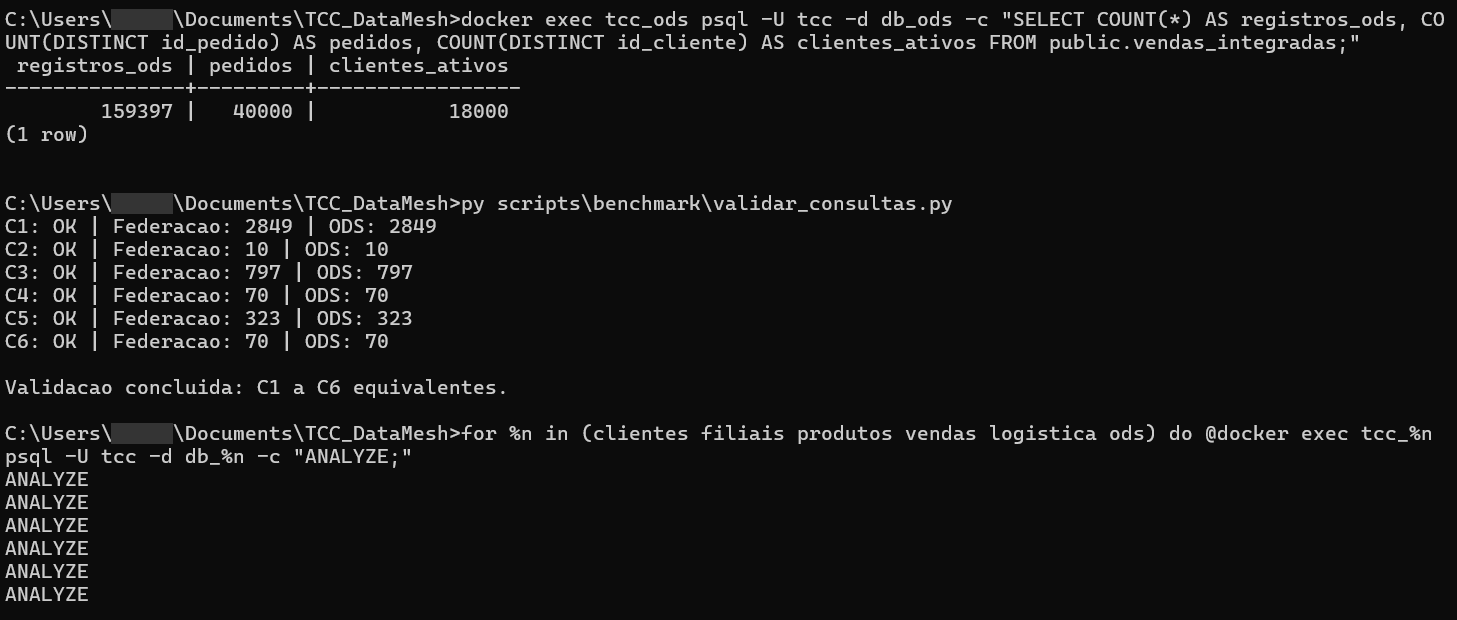 C:\Users\     \Documents\TCC_DataMesh>docker exec tcc_ods psql -U tcc -d db_ods -c "SELECT COUNT(*) AS registros_ods, CO
UNT(DISTINCT id_pedido) AS pedidos, COUNT(DISTINCT id_cliente) AS clientes_ativos FROM public.vendas_integradas;"
 registros_ods | pedidos | clientes_ativos
---------------+---------+-----------------
        159397 |   40000 |           18000
(1 row)
C:\Users\     \Documents\TCC_DataMesh>py scripts\benchmark\validar_consultas.py
C1: OK | Federacao: 2849 | ODS: 2849
C2: OK | Federacao: 10 | ODS: 10
C3: OK | Federacao: 797 | ODS: 797
C4: OK | Federacao: 70 | ODS: 70
C5: OK | Federacao: 323 | ODS: 323
C6: OK | Federacao: 70 | ODS: 70
Validacao concluida: C1 a C6 equivalentes.
C:\Users\     \Documents\TCC_DataMesh>for %n in (clientes filiais produtos vendas logistica ods) do @docker exec tcc_%n
psql -U tcc -d db_%n -c "ANALYZE;"
ANALYZE
ANALYZE
ANALYZE
ANALYZE
ANALYZE
ANALYZE